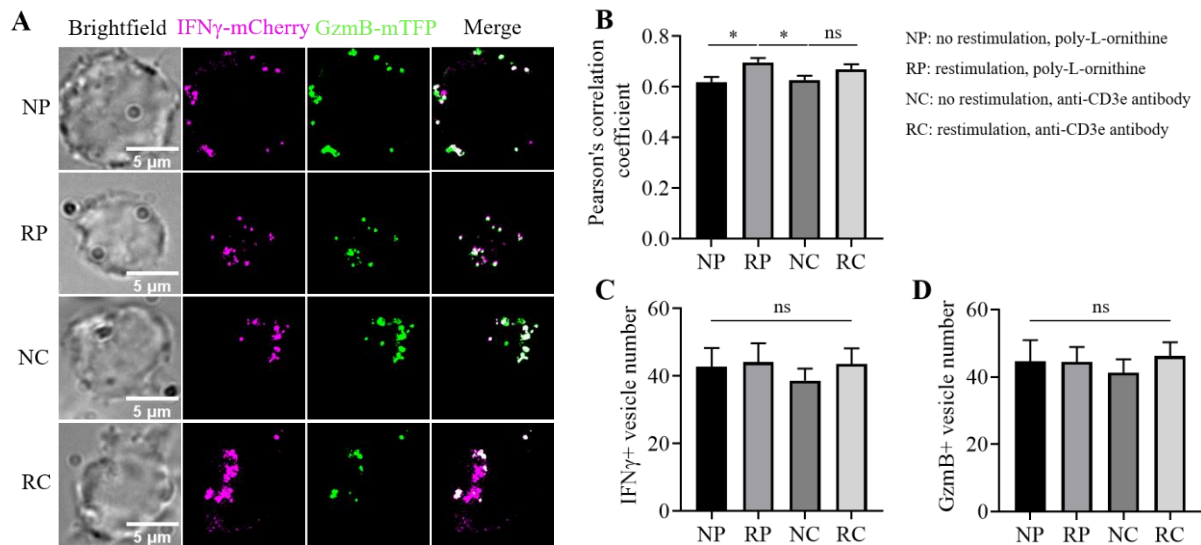 A
Brightfield IFNγ-mCherry GzmB-mTFP Merge
NP
5 μm
RP
5 μm
NC
5 μm
RC
5 μm
B
Pearson's correlation
coefficient
0.8
0.6
0.4
0.2
0.0
* * ns
NP RP NC RC
NP: no restimulation, poly-L-ornithine
RP: restimulation, poly-L-ornithine
NC: no restimulation, anti-CD3e antibody
RC: restimulation, anti-CD3e antibody
C
IFNγ+ vesicle number
60
40
20
0
ns
NP RP NC RC
D
GzmB+ vesicle number
60
40
20
0
ns
NP RP NC RC